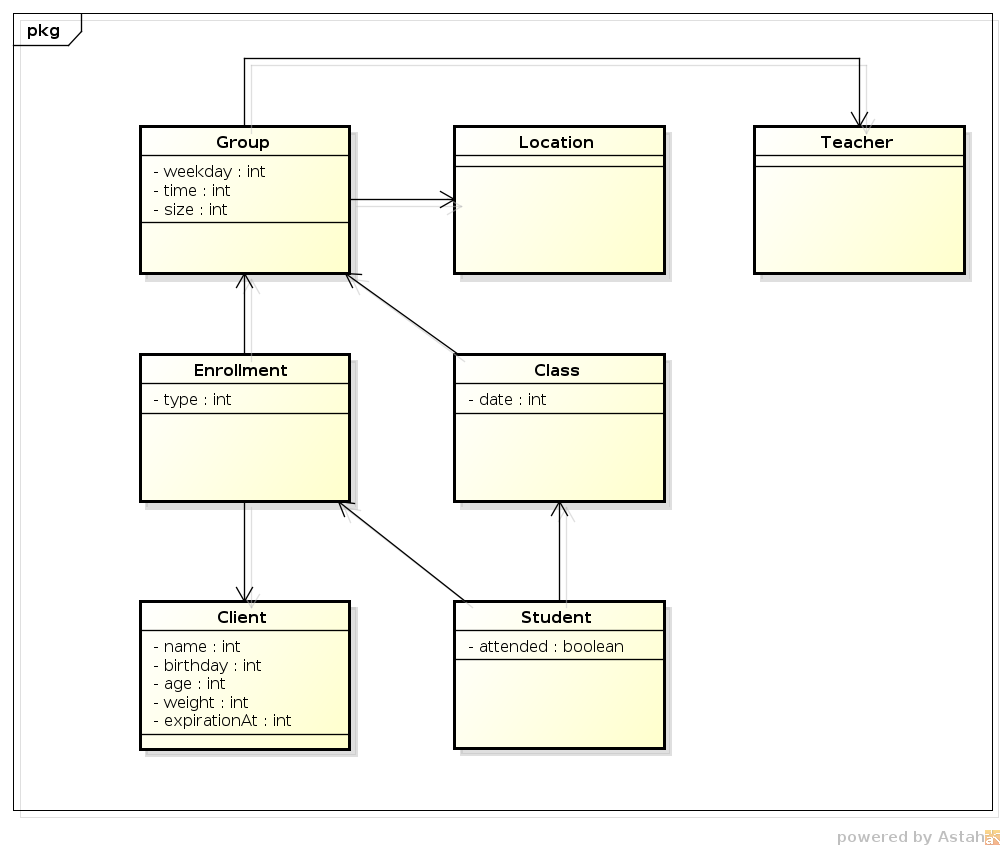 pkg
Group
- weekday : int
- time : int
- size : int
Location
Teacher
Enrollment
- type : int
Class
- date : int
Client
- name : int
- birthday : int
- age : int
- weight : int
- expirationAt : int
Student
- attended : boolean
powered by Astah